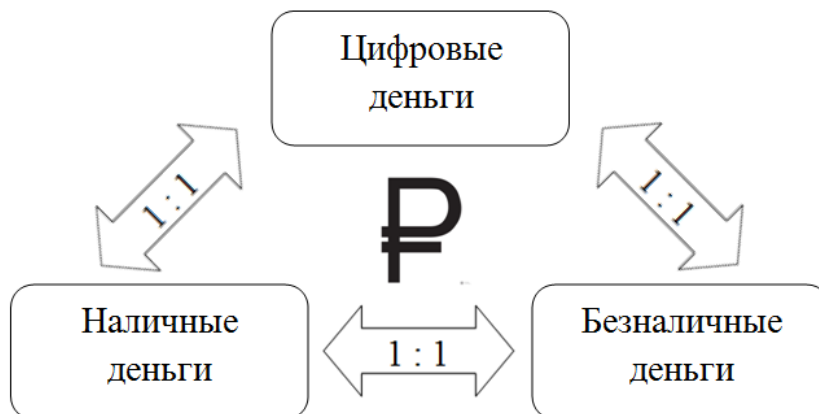 Цифровые
деньги
1 : 1
1 : 1
₽
Наличные
деньги
1 : 1
Безналичные
деньги